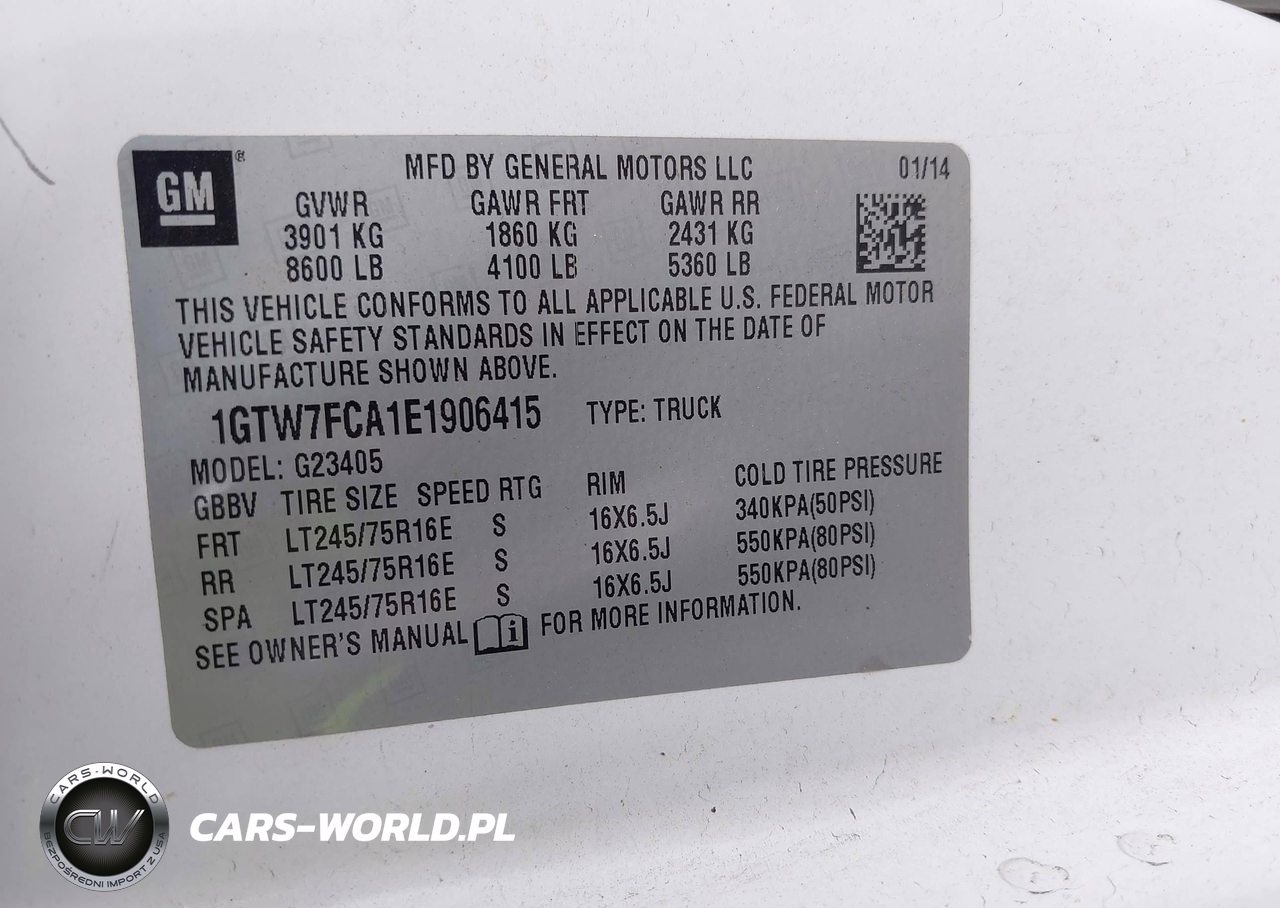 GM ®
MFD BY GENERAL MOTORS LLC 01/14
GVWR GAWR FRT GAWR RR
3901 KG 1860 KG 2431 KG
8600 LB 4100 LB 5360 LB
THIS VEHICLE CONFORMS TO ALL APPLICABLE U.S. FEDERAL MOTOR
VEHICLE SAFETY STANDARDS IN EFFECT ON THE DATE OF
MANUFACTURE SHOWN ABOVE.
1GTW7FCA1E1906415 TYPE: TRUCK
MODEL: G23405
GBBV TIRE SIZE SPEED RTG RIM COLD TIRE PRESSURE
FRT LT245/75R16E S 16X6.5J 340KPA(50PSI)
RR LT245/75R16E S 16X6.5J 550KPA(80PSI)
SPA LT245/75R16E S 16X6.5J 550KPA(80PSI)
SEE OWNER'S MANUAL i FOR MORE INFORMATION.
CARS-WORLD
CW
BEZPOŚREDNI IMPORT Z USA
CARS-WORLD.PL